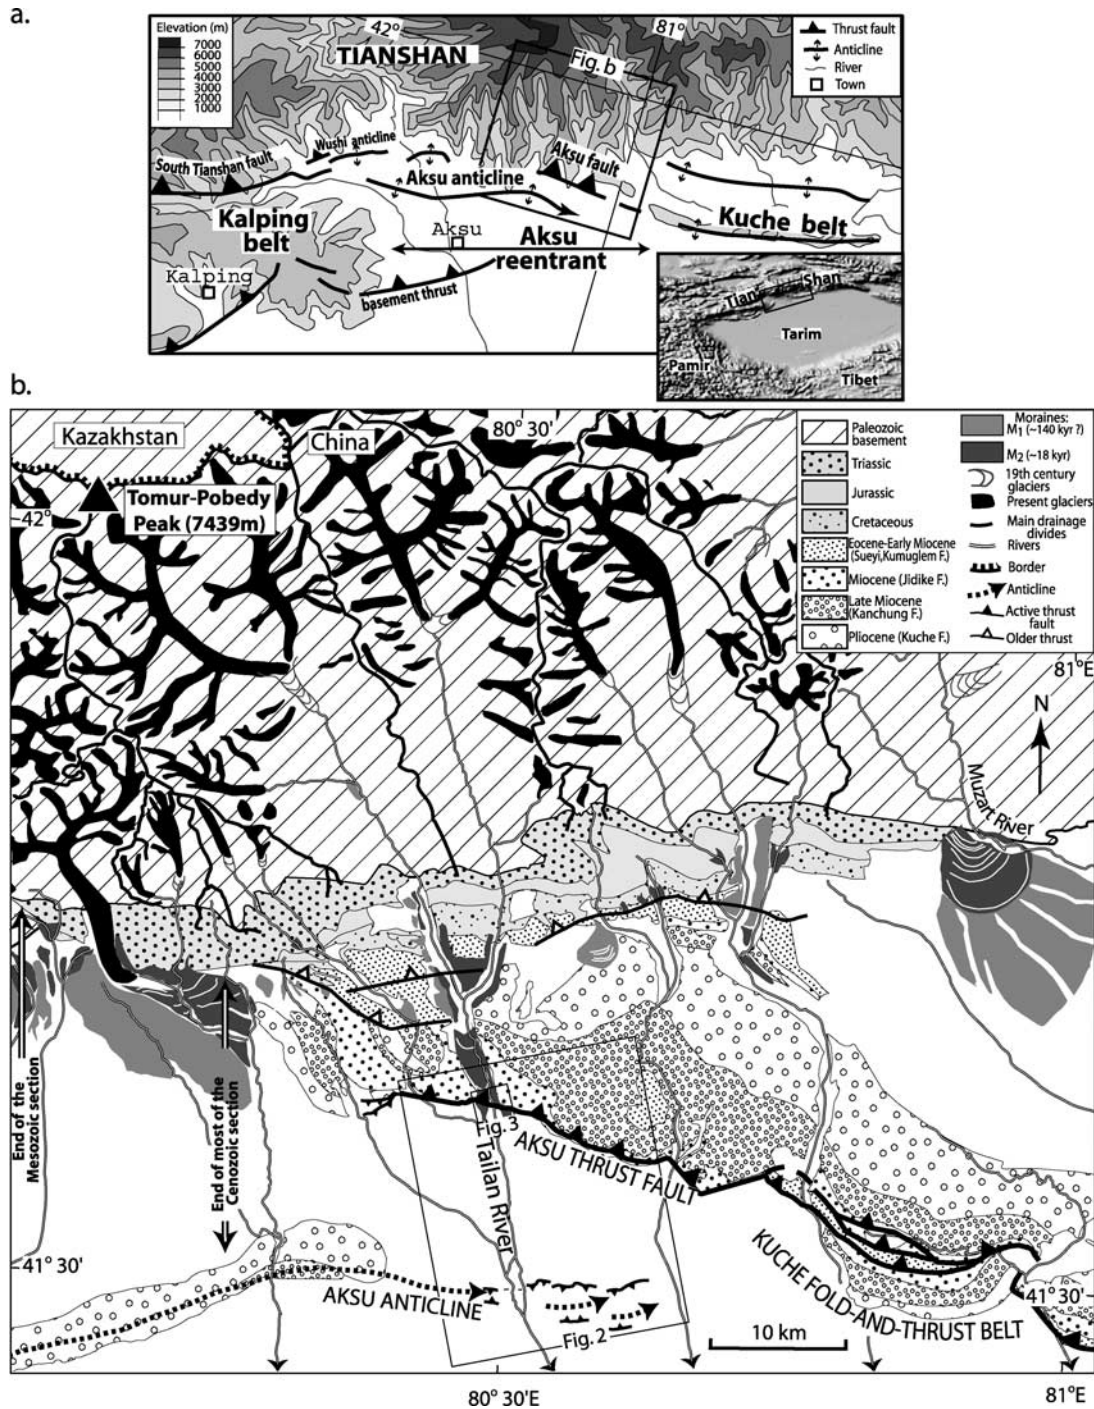 a.
Elevation (m)
7000
6000
5000
4000
3000
2000
1000
42°
81°
TIANSHAN
Fig. b
Thrust fault
Anticline
River
Town
Wushi anticline
South Tianshan fault
Aksu fault
Aksu anticline
Kalping
belt
Aksu
Aksu
reentrant
Kuche belt
Kalping
basement thrust
Tian
Shan
Tarim
Pamir
Tibet
b.
Kazakhstan
China
80° 30'
42°
Tomur-Pobedy
Peak (7439m)
Paleozoic
basement
Triassic
Jurassic
Cretaceous
Eocene-Early Miocene
(Sueyi,Kumuglem F.)
Miocene (Jidike F.)
Late Miocene
(Kanchung F.)
Pliocene (Kuche F.)
Moraines:
M1 (~140 kyr ?)
M2 (~18 kyr)
19th century
glaciers
Present glaciers
Main drainage
divides
Rivers
Border
Anticline
Active thrust
fault
Older thrust
81°E
N
Muzart River
End of the
Mesozoic section
End of most of the
Cenozoic section
Fig.3
AKSU THRUST FAULT
Tailan River
41° 30'
AKSU ANTICLINE
Fig.2
KUCHE FOLD-AND-THRUST BELT
41° 30'
10 km
80° 30'E
81°E